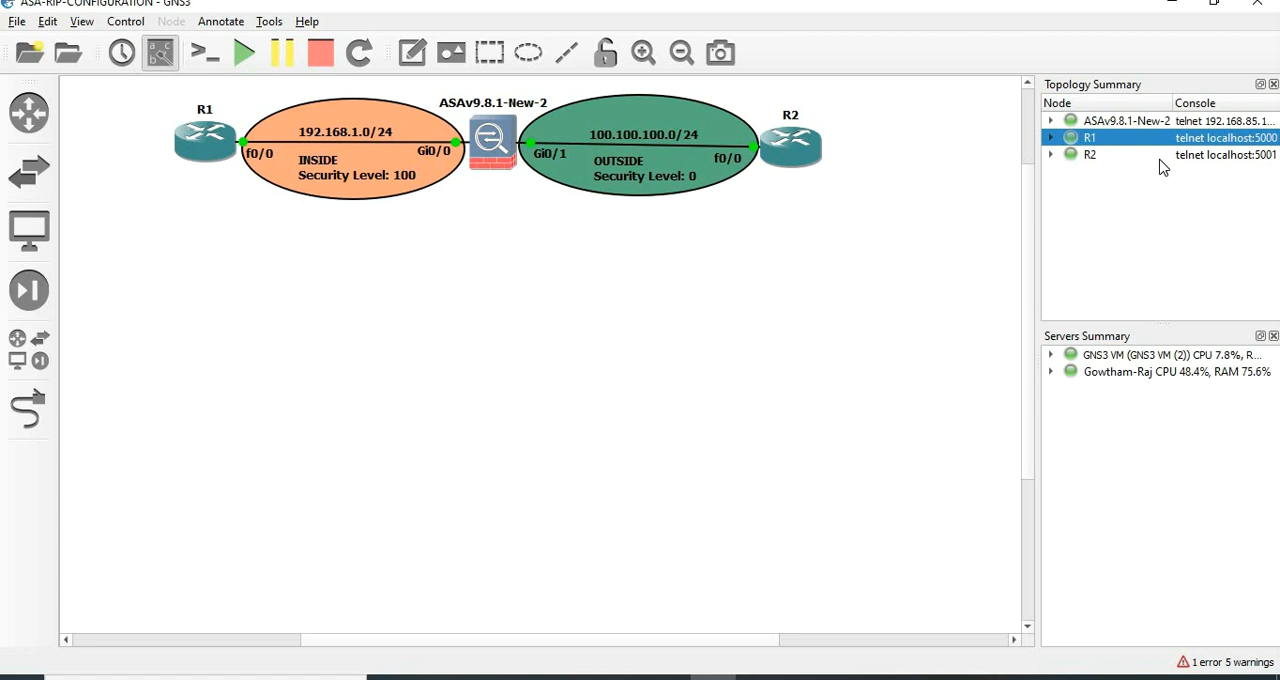 ASA-RIP-CONFIGURATION - GNS3
File Edit View Control Node Annotate Tools Help
R1
192.168.1.0/24
f0/0
Gi0/0
INSIDE
Security Level: 100
ASAv9.8.1-New-2
100.100.100.0/24
Gi0/1
f0/0
OUTSIDE
Security Level: 0
R2
Topology Summary
Node Console
ASAv9.8.1-New-2 telnet 192.168.85.1...
R1 telnet localhost:5000
R2 telnet localhost:5001
Servers Summary
GNS3 VM (GNS3 VM (2)) CPU 7.8%, R...
Gowtham-Raj CPU 48.4%, RAM 75.6%
1 error 5 warnings